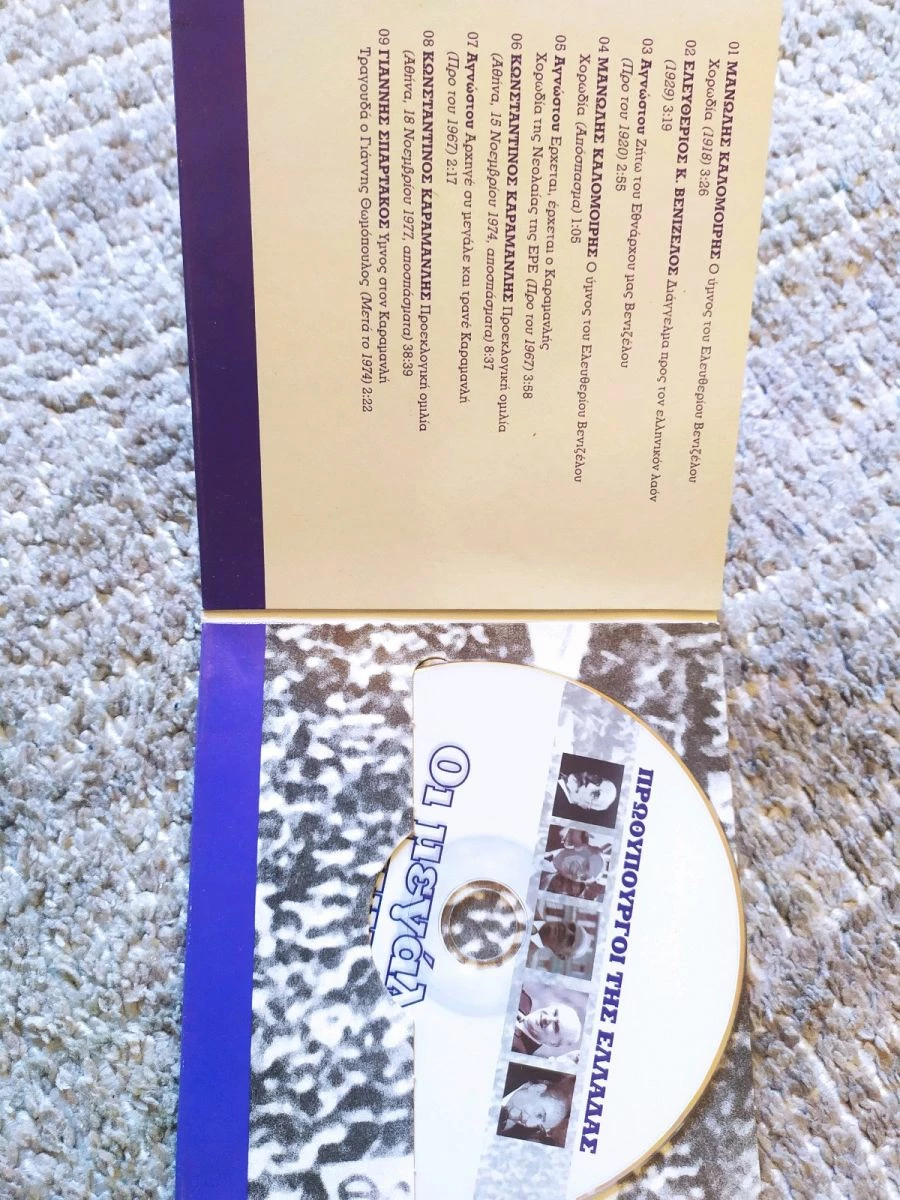 01 ΜΑΝΩΛΗΣ ΚΑΛΟΜΟΙΡΗΣ Ο ύμνος του Ελευθερίου Βενιζέλου
Χορωδία (1918) 3:26
02 ΕΛΕΥΘΕΡΙΟΣ Κ. ΒΕΝΙΖΕΛΟΣ Διάγγελμα προς τον ελληνικόν λαόν
(1929) 3:19
03 Αγνώστου Ζήτω του Εθνάρχου μας Βενιζέλου
(Προ του 1920) 2:55
04 ΜΑΝΩΛΗΣ ΚΑΛΟΜΟΙΡΗΣ Ο ύμνος του Ελευθερίου Βενιζέλου
Χορωδία (Απόσπασμα) 1:05
05 Αγνώστου Έρχεται, έρχεται ο Καραμανλής
Χορωδία της Νεολαίας της ΕΡΕ (Προ του 1967) 3:58
06 ΚΩΝΣΤΑΝΤΙΝΟΣ ΚΑΡΑΜΑΝΛΗΣ Προεκλογική ομιλία
(Αθήνα, 15 Νοεμβρίου 1974, αποσπάσματα) 8:37
07 Αγνώστου Αρχηγέ συ μεγάλε και τρανέ Καραμανλή
(Προ του 1967) 2:17
08 ΚΩΝΣΤΑΝΤΙΝΟΣ ΚΑΡΑΜΑΝΛΗΣ Προεκλογική ομιλία
(Αθήνα, 18 Νοεμβρίου 1977, αποσπάσματα) 38:39
09 ΓΙΑΝΝΗΣ ΣΠΑΡΤΑΚΟΣ Ύμνος στον Καραμανλή
Τραγουδά ο Γιάννης Θωμόπουλος (Μετά το 1974) 2:22
ΠΡΩΘΥΠΟΥΡΓΟΙ ΤΗΣ ΕΛΛΑΔΑΣ
Οι μεγάλ